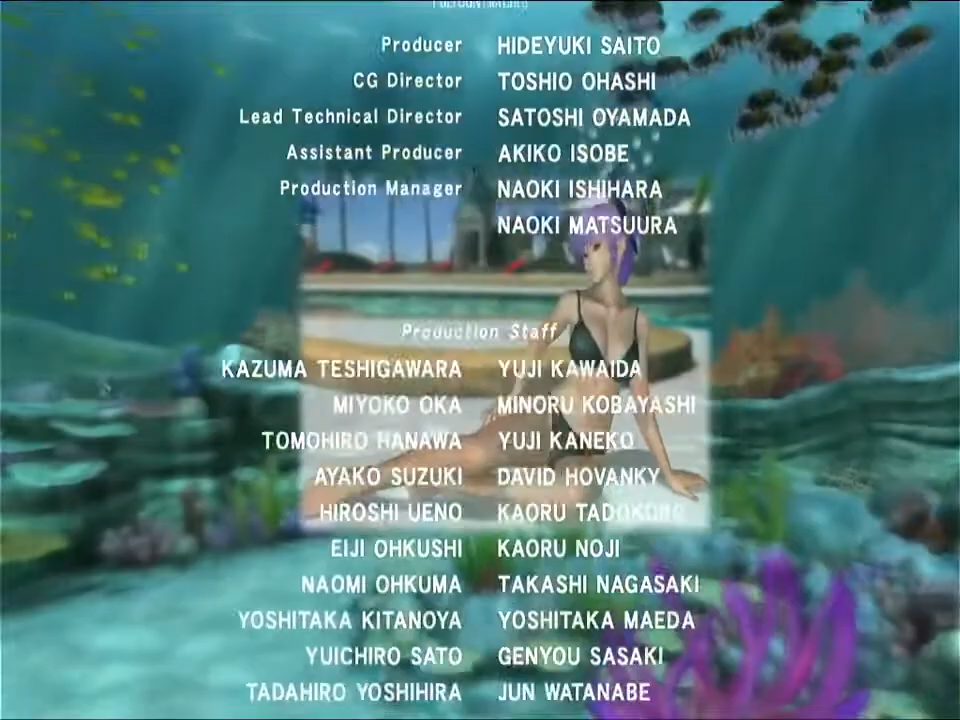 Producer HIDEYUKI SAITO
CG Director TOSHIO OHASHI
Lead Technical Director SATOSHI OYAMADA
Assistant Producer AKIKO ISOBE
Production Manager NAOKI ISHIHARA
NAOKI MATSUURA
Production Staff
KAZUMA TESHIGAWARA YUJI KAWAIDA
MIYOKO OKA MINORU KOBAYASHI
TOMOHIRO HANAWA YUJI KANEKO
AYAKO SUZUKI DAVID HOVANKY
HIROSHI UENO KAORU TADOKORO
EIJI OHKUSHI KAORU NOJI
NAOMI OHKUMA TAKASHI NAGASAKI
YOSHITAKA KITANOYA YOSHITAKA MAEDA
YUICHIRO SATO GENYOU SASAKI
TADAHIRO YOSHIHIRA JUN WATANABE